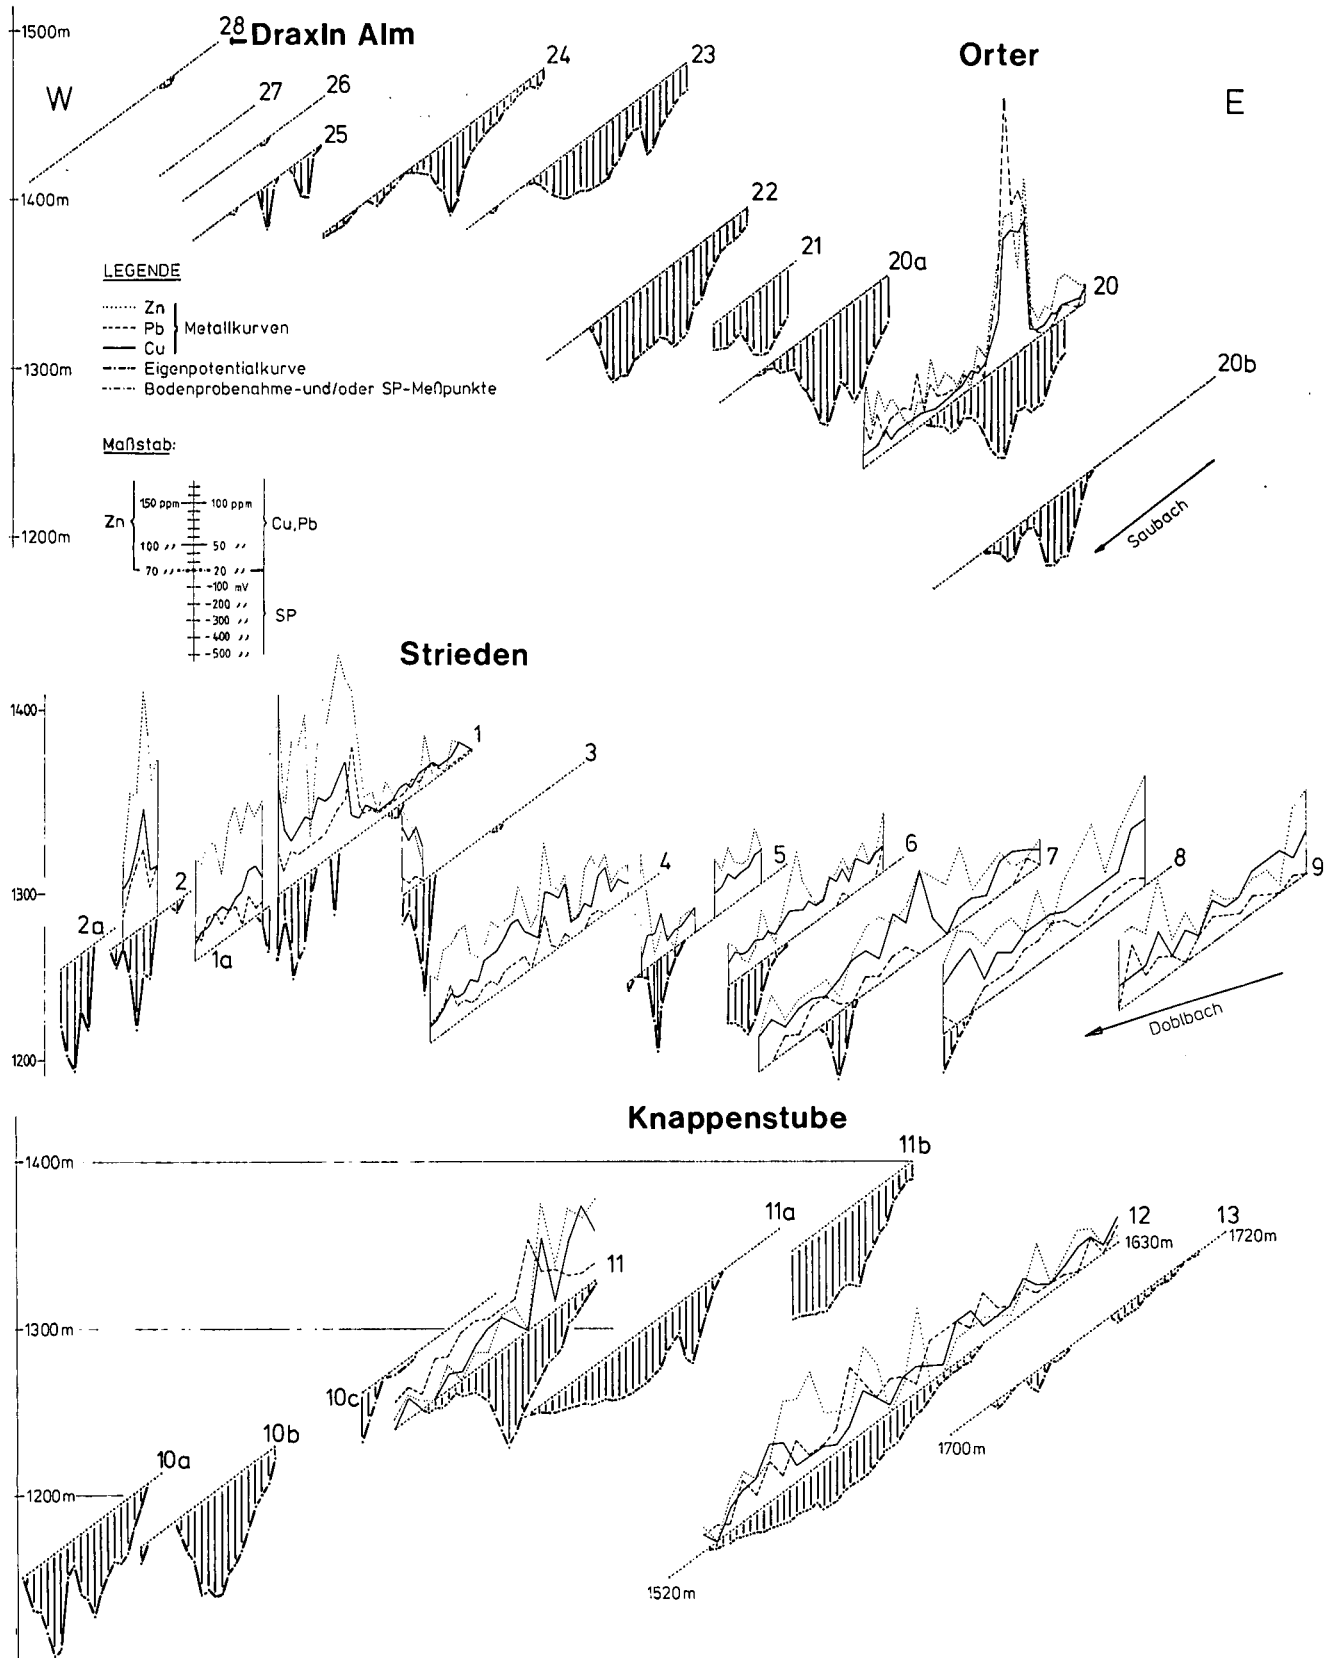 1500m
28
Draxln Alm
24
23
Orter
W
27
26
E
25
1400m
22
21
20a
20
LEGENDE
Zn
Pb
Metallkurven
Cu
Eigenpotentialkurve
Bodenprobenahme-und/oder SP-Meßpunkte
1300m
20b
Maßstab:
150 ppm
100 ppm
Zn
Cu,Pb
100 ,,
50 ,,
70 ,,
20 ,,
-100 mV
-200 ,,
SP
-300 ,,
-400 ,,
-500 ,,
1200m
Saubach
Strieden
1400
1
3
1300
2
4
5
6
7
8
9
2a
1a
Doblbach
1200
Knappenstube
1400m
11b
11a
12
13
1630m
1720m
11
1300m
10c
1700m
10b
10a
1200m
1520m